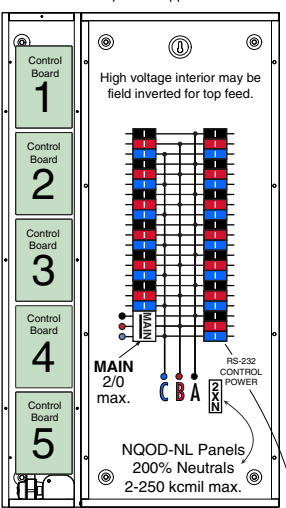 Control
Board
1
Control
Board
2
Control
Board
3
Control
Board
4
Control
Board
5
High voltage interior may be
field inverted for top feed.
MAIN
MAIN
2/0
max.
C B A
2XN
RS-232
CONTROL
POWER
NQOD-NL Panels
200% Neutrals
2-250 kcmil max.